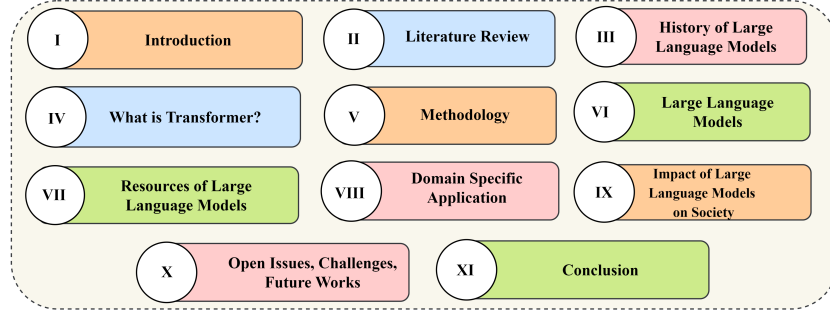 I
Introduction
II
Literature Review
III
History of Large
Language Models
IV
What is Transformer?
V
Methodology
VI
Large Language
Models
VII
Resources of Large
Language Models
VIII
Domain Specific
Application
IX
Impact of Large
Language Models
on Society
X
Open Issues, Challenges,
Future Works
XI
Conclusion